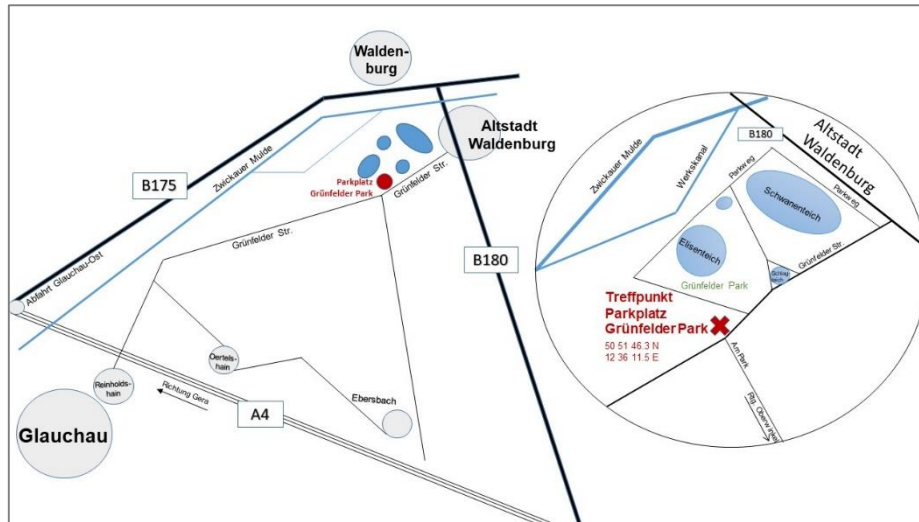 Walden-
burg
Altstadt
Waldenburg
B175
Zwickauer Mulde
Parkplatz
Grünfelder Park
Grünfelder Str.
Grünfelder Str.
B180
Abfahrt Glauchau-Ost
Oertels-
hain
Reinholds-
hain
Richtung Gera
Ebersbach
A4
Glauchau
Altstadt
Waldenburg
B180
Zwickauer Mulde
Werkskanal
Parkweg
Schwanenteich
Parkweg
Elisenteich
Grünfelder Str.
Grünfelder Park
Treffpunkt
Parkplatz
Grünfelder Park
50 51 46.3 N
12 36 11.5 E
Am Park
Rtg. Oberwinkel